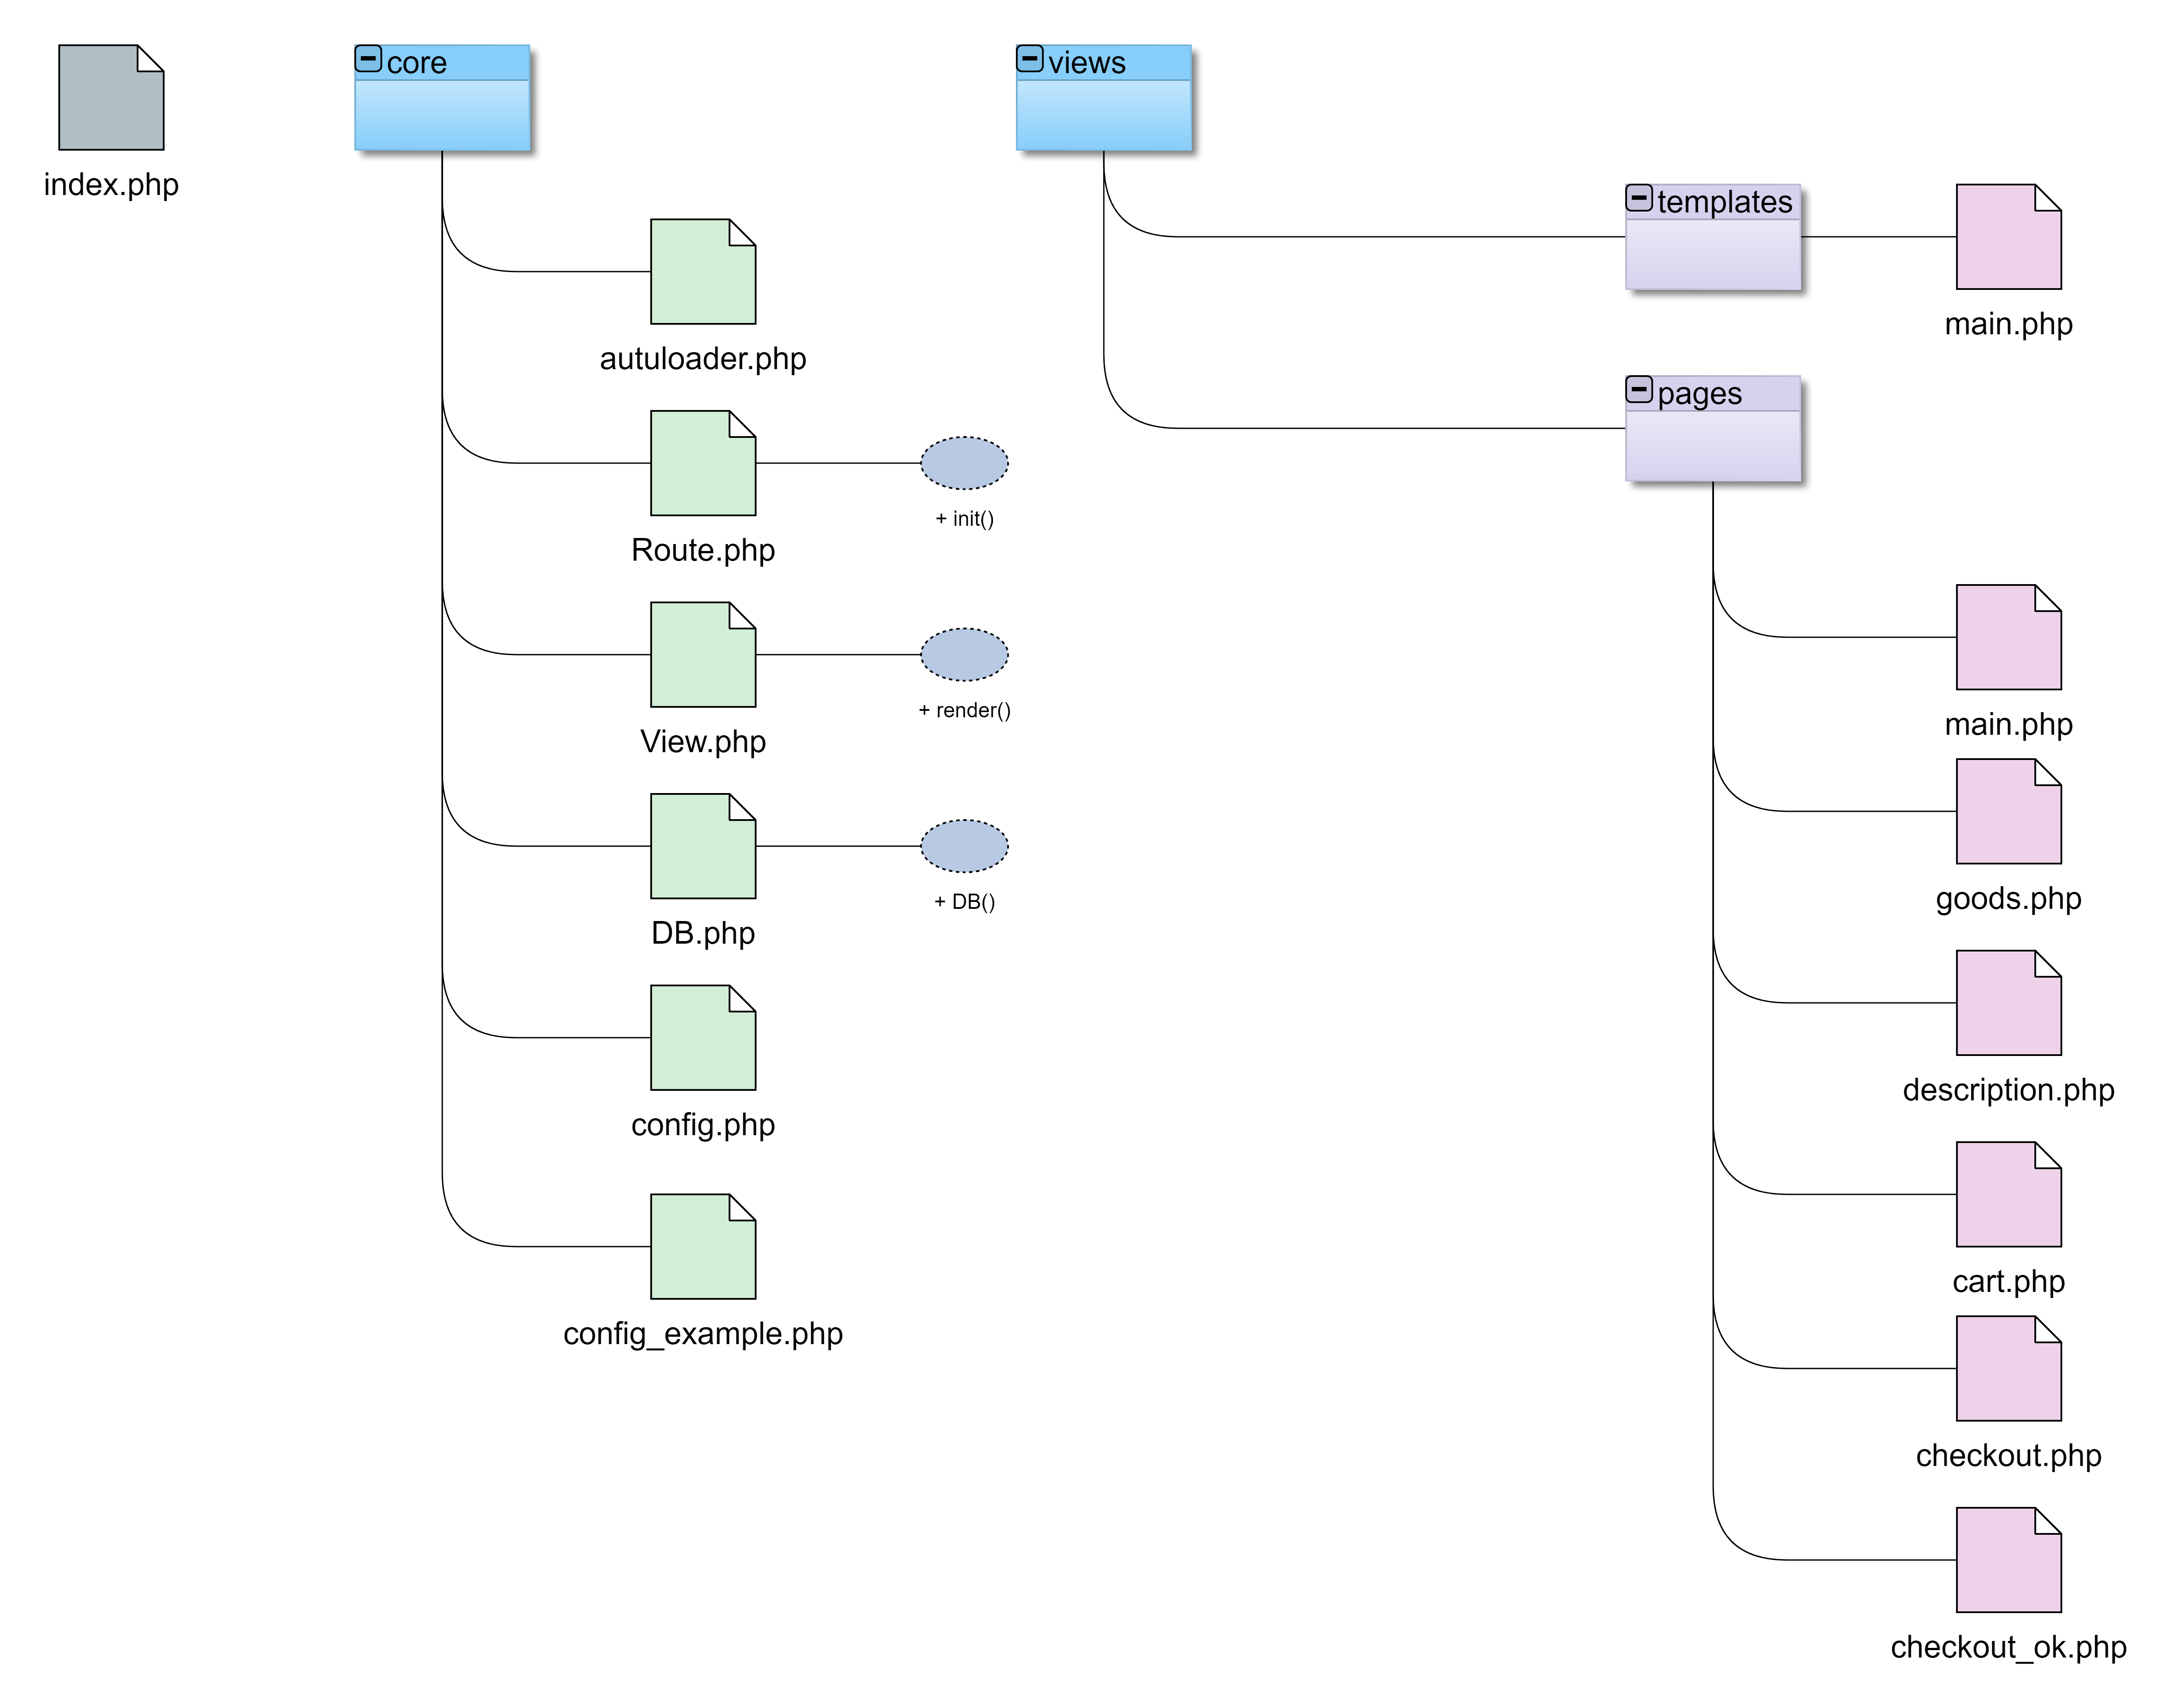 index.php
core
autuloader.php
Route.php
+ init()
View.php
+ render()
DB.php
+ DB()
config.php
config_example.php
views
templates
main.php
pages
main.php
goods.php
description.php
cart.php
checkout.php
checkout_ok.php